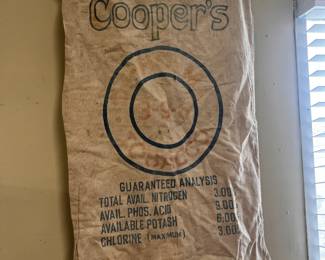 Cooper's
GUARANTEED ANALYSIS
TOTAL AVAIL. NITROGEN 3.00
AVAIL. PHOS. ACID 9.00
AVAILABLE POTASH 6.00
CHLORINE (MAXIMUM) 3.60